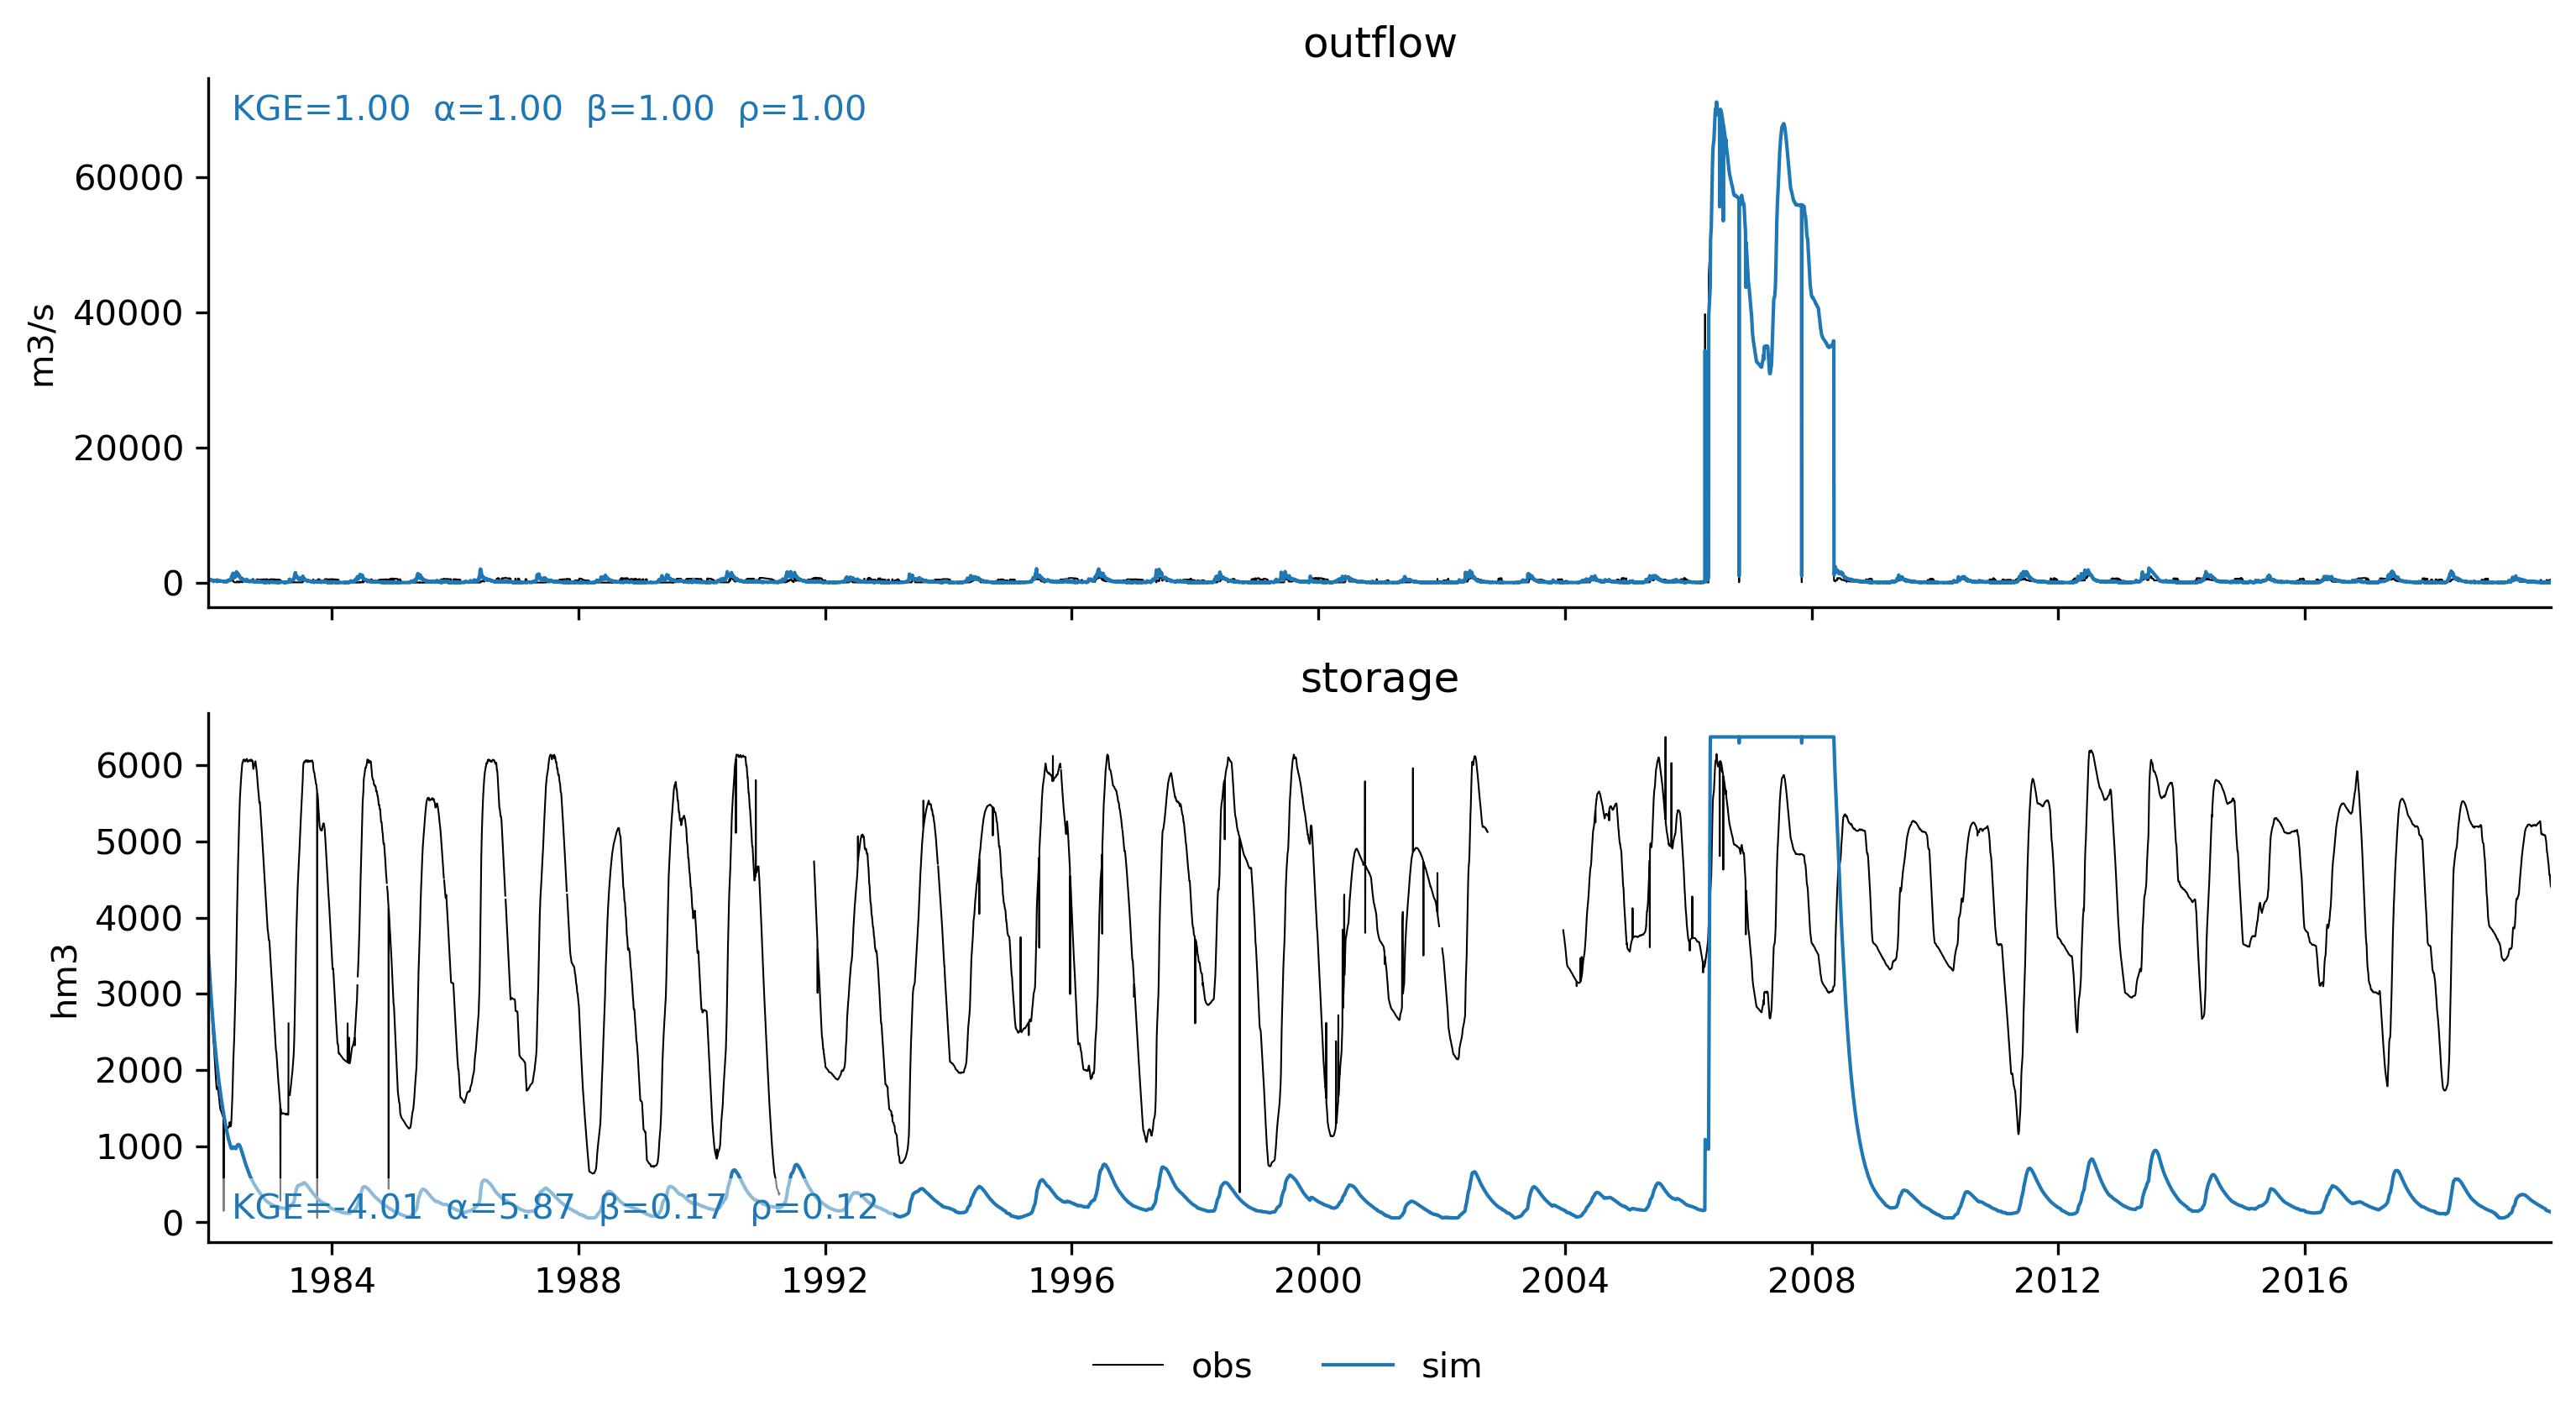 outflow
KGE=1.00 α=1.00 β=1.00 ρ=1.00
60000
40000
20000
0
m3/s
storage
6000
5000
4000
3000
2000
1000
0
hm3
KGE=-4.01 α=5.87 β=0.17 ρ=0.12
1984 1988 1992 1996 2000 2004 2008 2012 2016
obs sim